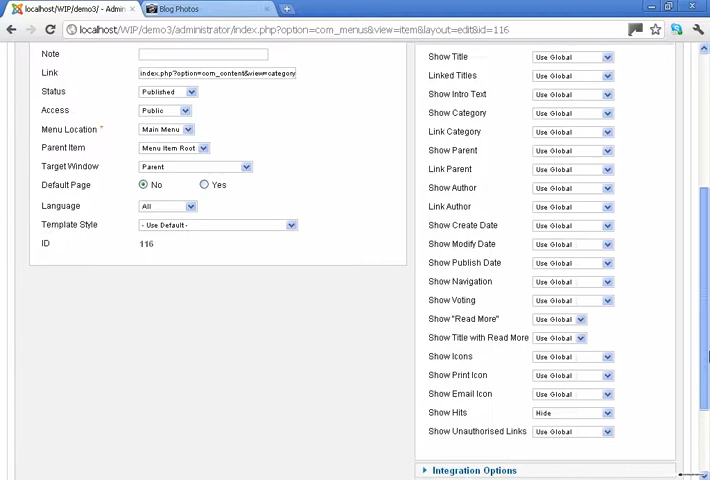 localhost/WIP/demo3/ - Admin
Blog Photos
localhost/WIP/demo3/administrator/index.php?option=com_menus&view=item&layout=edit&id=116
Note
Link index.php?option=com_content&view=category
Status Published
Access Public
Menu Location * Main Menu
Parent Item Menu Item Root
Target Window Parent
Default Page No Yes
Language All
Template Style - Use Default -
ID 116
Show Title Use Global
Linked Titles Use Global
Show Intro Text Use Global
Show Category Use Global
Link Category Use Global
Show Parent Use Global
Link Parent Use Global
Show Author Use Global
Link Author Use Global
Show Create Date Use Global
Show Modify Date Use Global
Show Publish Date Use Global
Show Navigation Use Global
Show Voting Use Global
Show "Read More" Use Global
Show Title with Read More Use Global
Show Icons Use Global
Show Print Icon Use Global
Show Email Icon Use Global
Show Hits Hide
Show Unauthorised Links Use Global
Integration Options